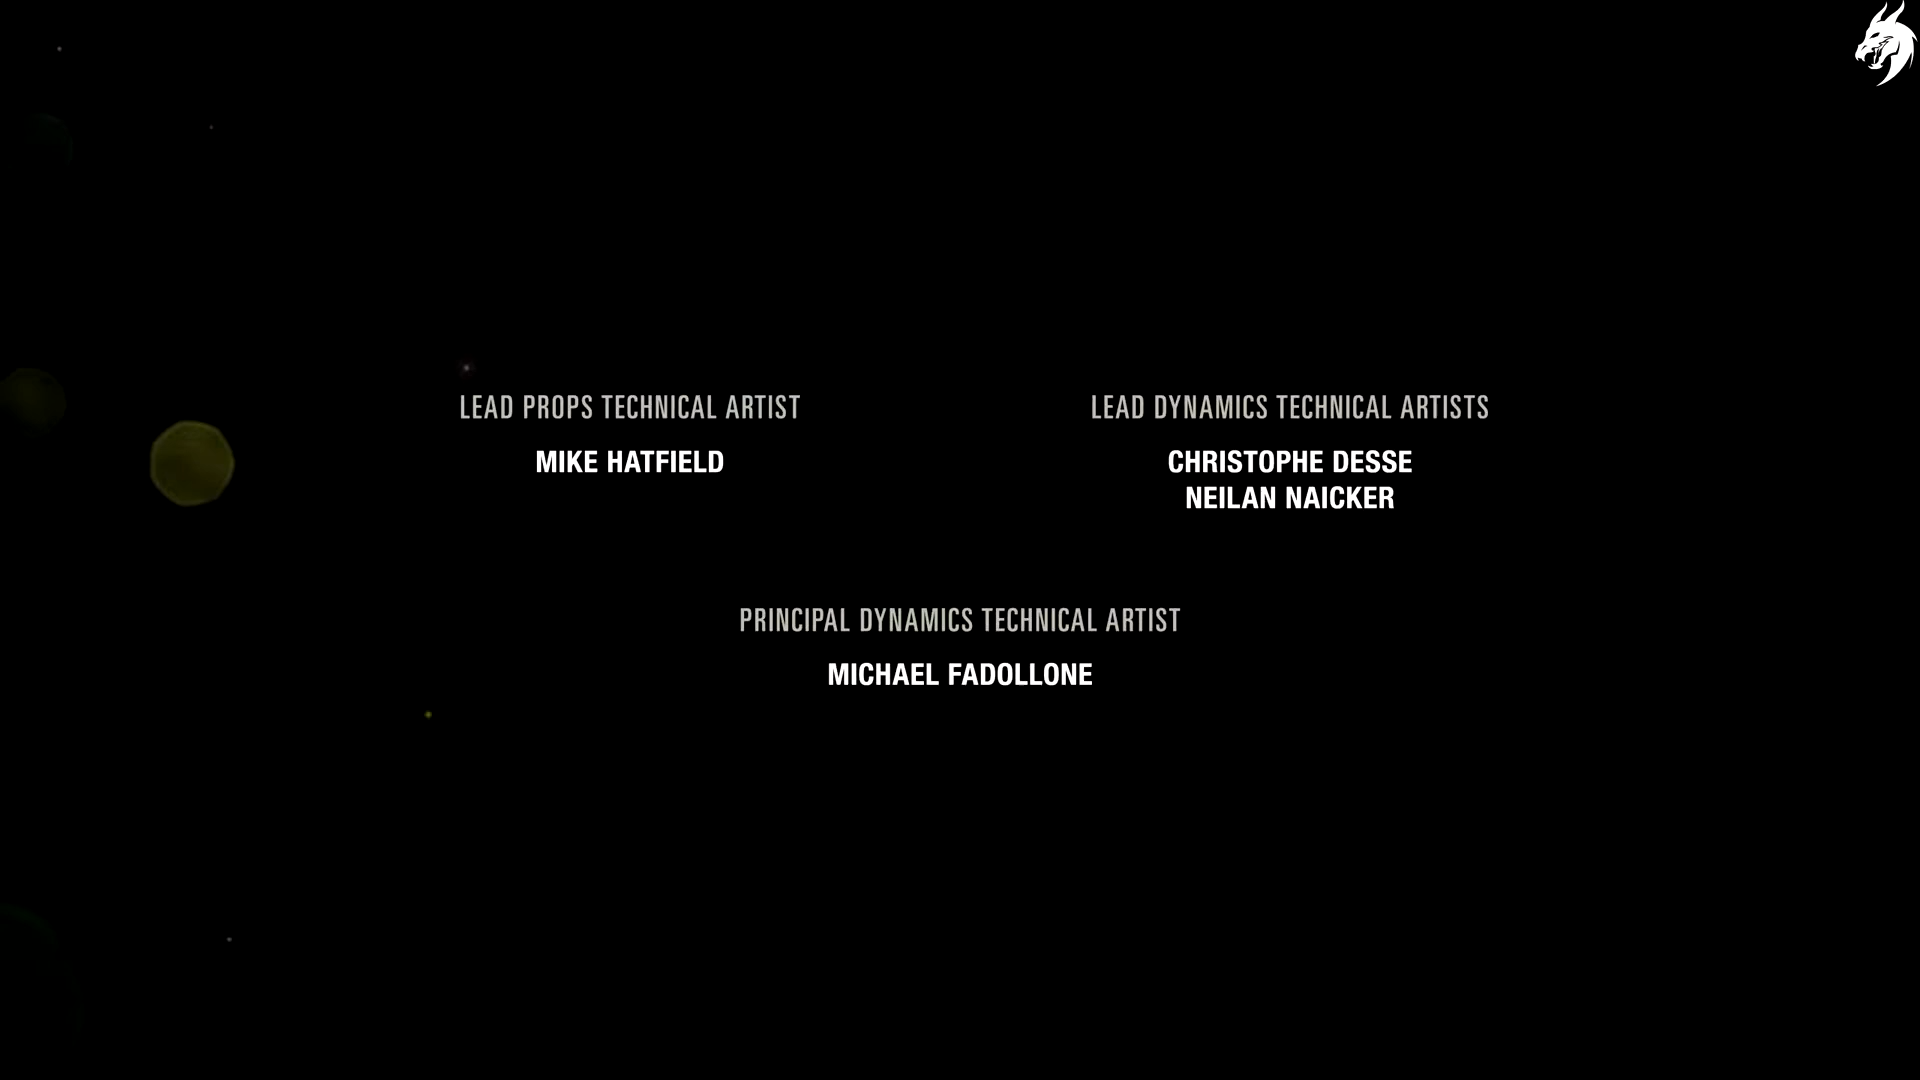 LEAD PROPS TECHNICAL ARTIST
MIKE HATFIELD
LEAD DYNAMICS TECHNICAL ARTISTS
CHRISTOPHE DESSE
NEILAN NAICKER
PRINCIPAL DYNAMICS TECHNICAL ARTIST
MICHAEL FADOLLONE